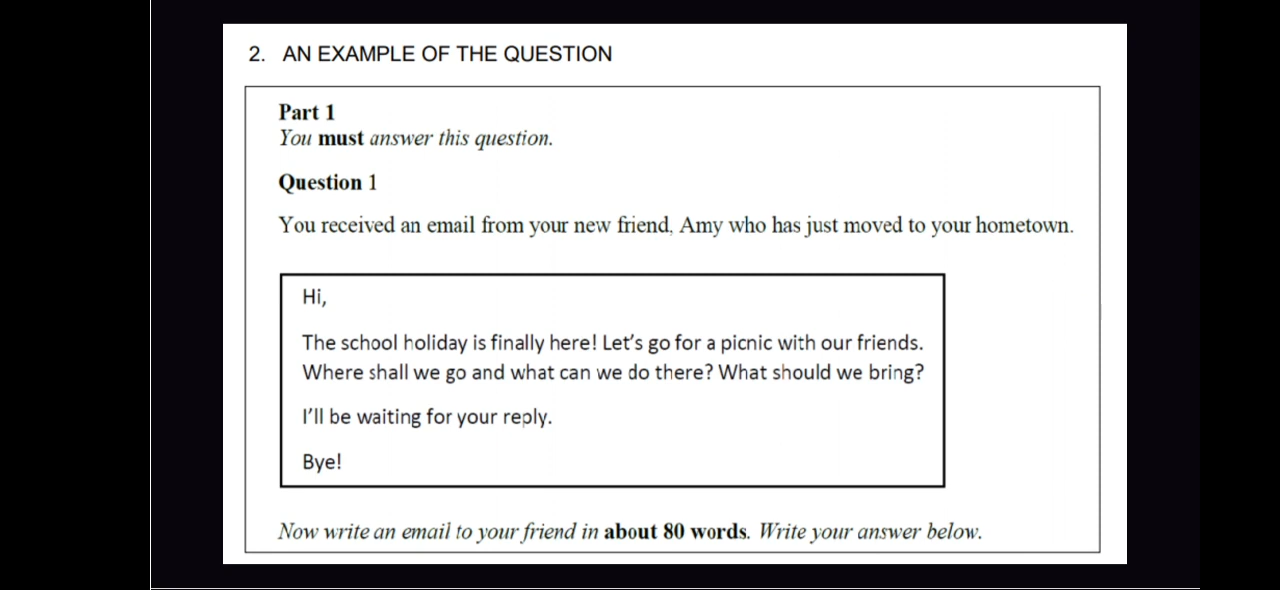 2. AN EXAMPLE OF THE QUESTION
Part 1
You must answer this question.
Question 1
You received an email from your new friend, Amy who has just moved to your hometown.
Hi,
The school holiday is finally here! Let's go for a picnic with our friends.
Where shall we go and what can we do there? What should we bring?
I'll be waiting for your reply.
Bye!
Now write an email to your friend in about 80 words. Write your answer below.